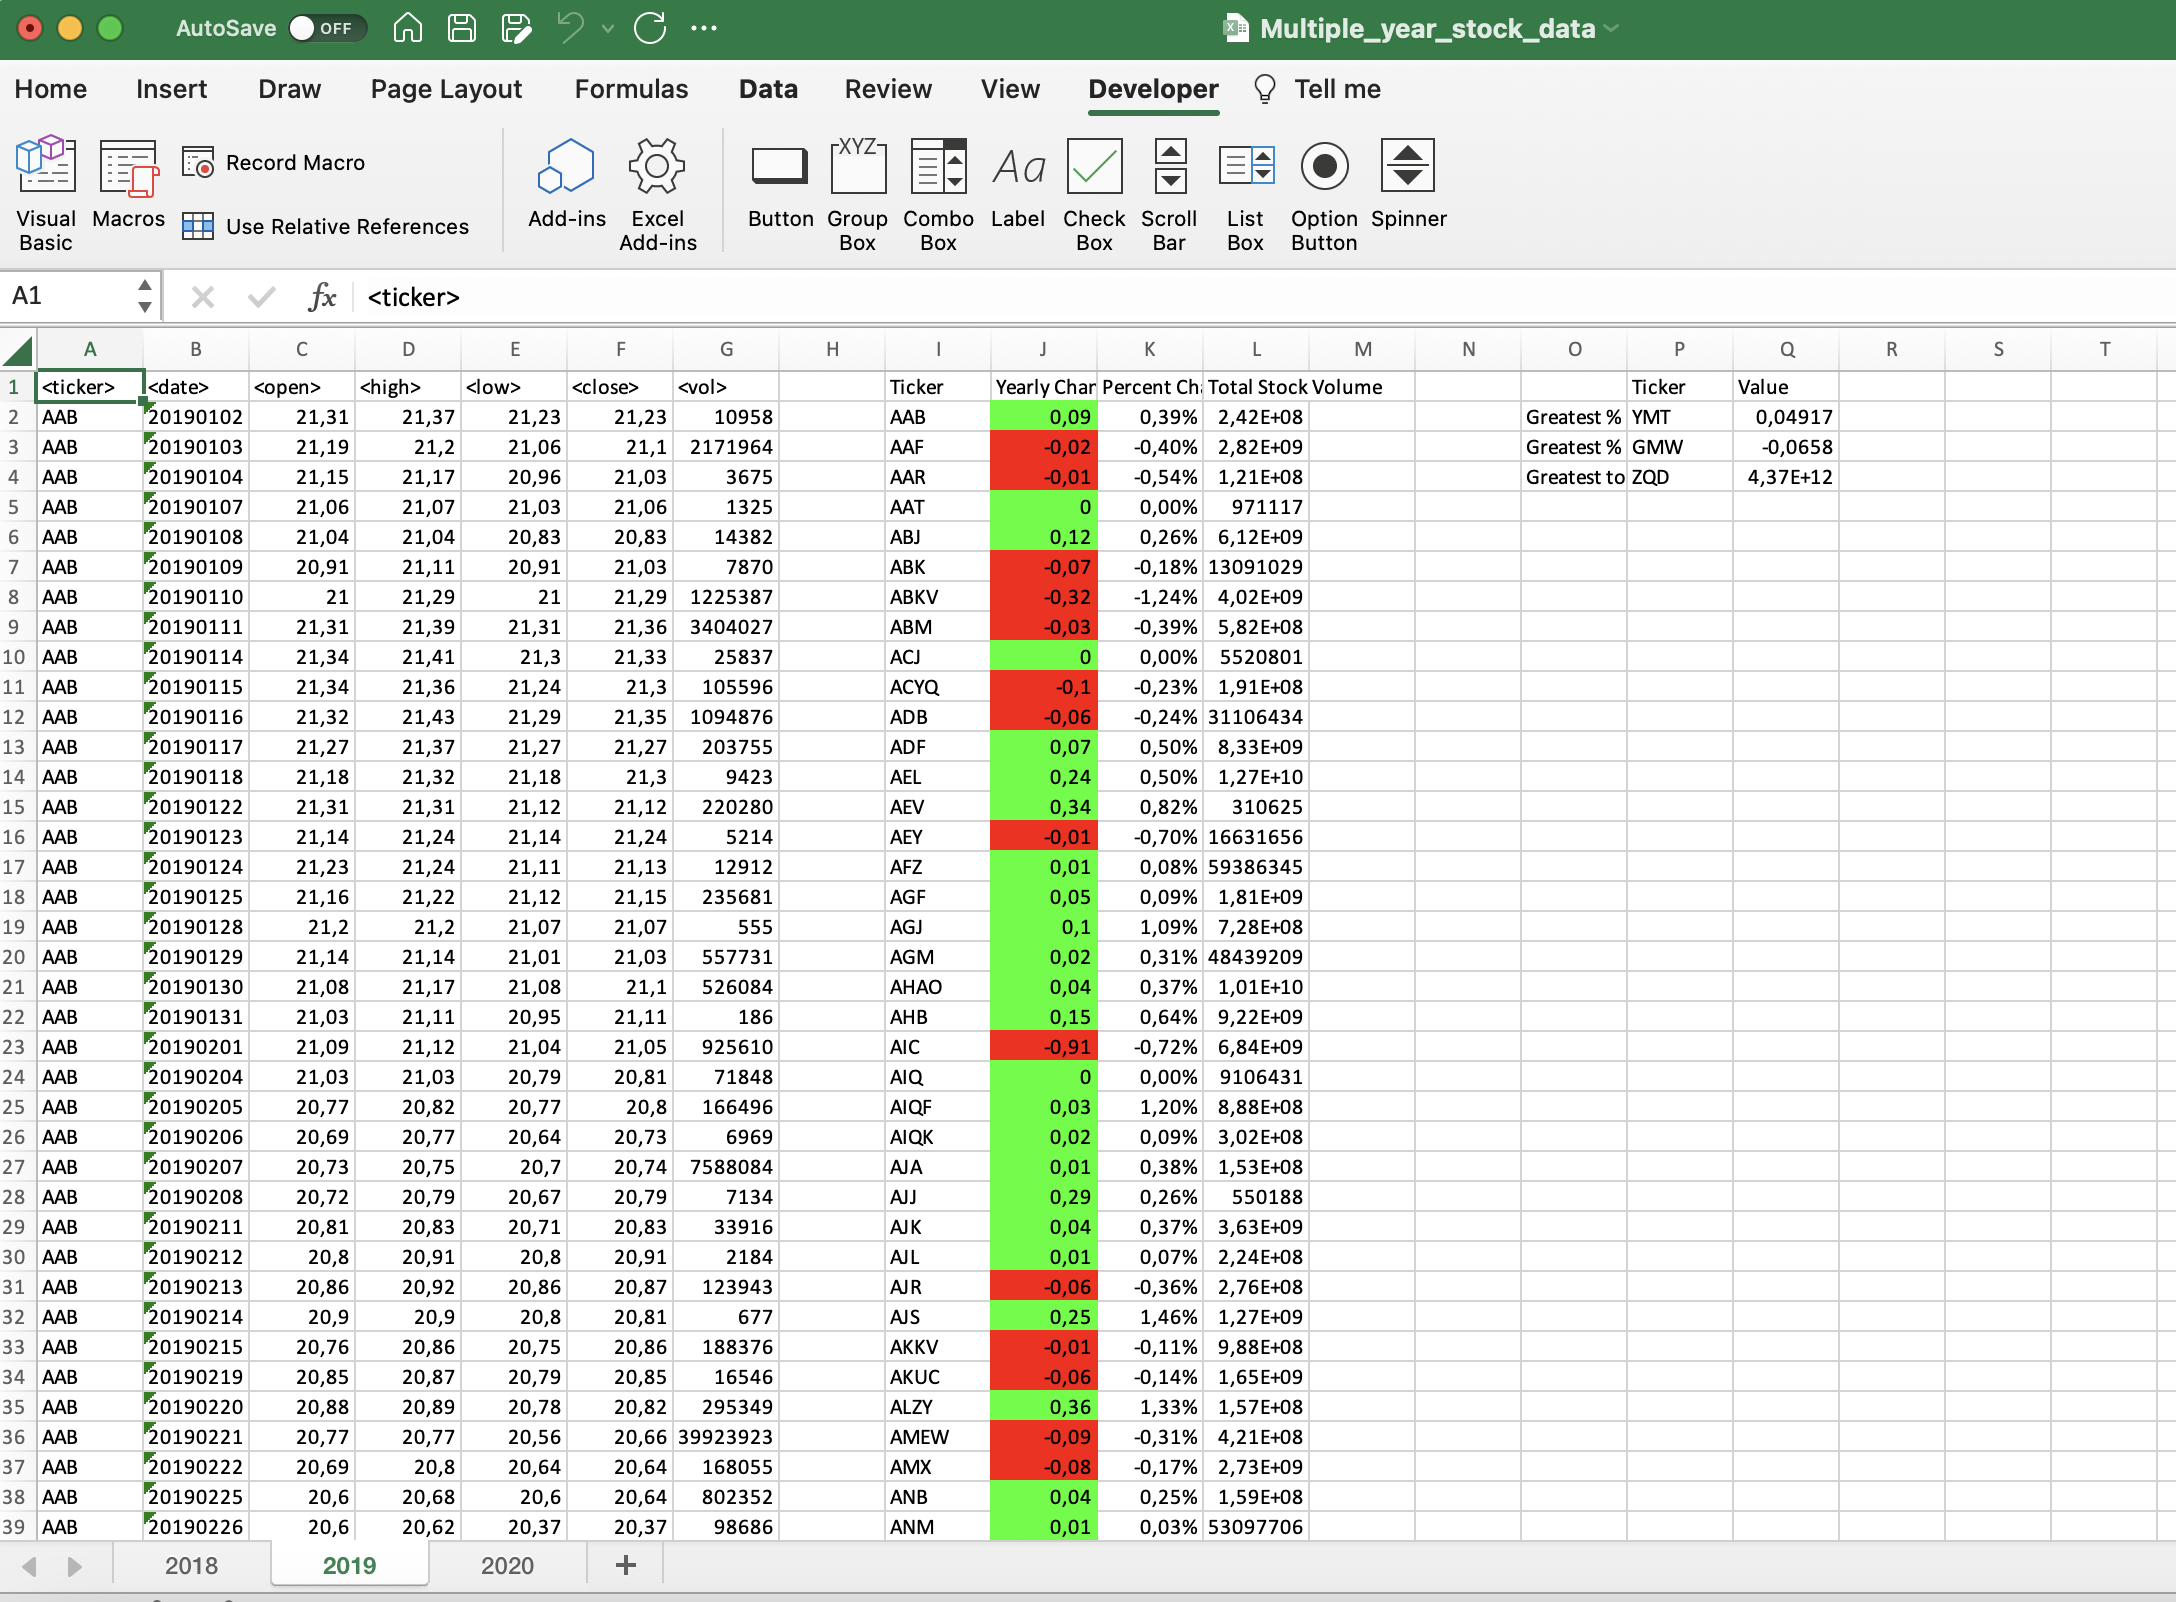 AutoSave OFF Multiple_year_stock_data
Home Insert Draw Page Layout Formulas Data Review View Developer Tell me
Visual Basic Macros Record Macro Use Relative References Add-ins Excel Add-ins Button XYZ Group Box Combo Box Aa Label Check Box Scroll Bar List Box Option Button Spinner
A1 fx <ticker>
A B C D E F G H I J K L M N O P Q R S T
1 <ticker> <date> <open> <high> <low> <close> <vol> Ticker Yearly Chan Percent Cha Total Stock Volume Ticker Value
2 AAB 20190102 21,31 21,37 21,23 21,23 10958 AAB 0,09 0,39% 2,42E+08 Greatest % YMT 0,04917
3 AAB 20190103 21,19 21,2 21,06 21,1 2171964 AAF -0,02 -0,40% 2,82E+09 Greatest % GMW -0,0658
4 AAB 20190104 21,15 21,17 20,96 21,03 3675 AAR -0,01 -0,54% 1,21E+08 Greatest to ZQD 4,37E+12
5 AAB 20190107 21,06 21,07 21,03 21,06 1325 AAT 0 0,00% 971117
6 AAB 20190108 21,04 21,04 20,83 20,83 14382 ABJ 0,12 0,26% 6,12E+09
7 AAB 20190109 20,91 21,11 20,91 21,03 7870 ABK -0,07 -0,18% 13091029
8 AAB 20190110 21 21,29 21 21,29 1225387 ABKV -0,32 -1,24% 4,02E+09
9 AAB 20190111 21,31 21,39 21,31 21,36 3404027 ABM -0,03 -0,39% 5,82E+08
10 AAB 20190114 21,34 21,41 21,3 21,33 25837 ACJ 0 0,00% 5520801
11 AAB 20190115 21,34 21,36 21,24 21,3 105596 ACYQ -0,1 -0,23% 1,91E+08
12 AAB 20190116 21,32 21,43 21,29 21,35 1094876 ADB -0,06 -0,24% 31106434
13 AAB 20190117 21,27 21,37 21,27 21,27 203755 ADF 0,07 0,50% 8,33E+09
14 AAB 20190118 21,18 21,32 21,18 21,3 9423 AEL 0,24 0,50% 1,27E+10
15 AAB 20190122 21,31 21,31 21,12 21,12 220280 AEV 0,34 0,82% 310625
16 AAB 20190123 21,14 21,24 21,14 21,24 5214 AEY -0,01 -0,70% 16631656
17 AAB 20190124 21,23 21,24 21,11 21,13 12912 AFZ 0,01 0,08% 59386345
18 AAB 20190125 21,16 21,22 21,12 21,15 235681 AGF 0,05 0,09% 1,81E+09
19 AAB 20190128 21,2 21,2 21,07 21,07 555 AGJ 0,1 1,09% 7,28E+08
20 AAB 20190129 21,14 21,14 21,01 21,03 557731 AGM 0,02 0,31% 48439209
21 AAB 20190130 21,08 21,17 21,08 21,1 526084 AHAO 0,04 0,37% 1,01E+10
22 AAB 20190131 21,03 21,11 20,95 21,11 186 AHB 0,15 0,64% 9,22E+09
23 AAB 20190201 21,09 21,12 21,04 21,05 925610 AIC -0,91 -0,72% 6,84E+09
24 AAB 20190204 21,03 21,03 20,79 20,81 71848 AIQ 0 0,00% 9106431
25 AAB 20190205 20,77 20,82 20,77 20,8 166496 AIQF 0,03 1,20% 8,88E+08
26 AAB 20190206 20,69 20,77 20,64 20,73 6969 AIQK 0,02 0,09% 3,02E+08
27 AAB 20190207 20,73 20,75 20,7 20,74 7588084 AJA 0,01 0,38% 1,53E+08
28 AAB 20190208 20,72 20,79 20,67 20,79 7134 AJJ 0,29 0,26% 550188
29 AAB 20190211 20,81 20,83 20,71 20,83 33916 AJK 0,04 0,37% 3,63E+09
30 AAB 20190212 20,8 20,91 20,8 20,91 2184 AJL 0,01 0,07% 2,24E+08
31 AAB 20190213 20,86 20,92 20,86 20,87 123943 AJR -0,06 -0,36% 2,76E+08
32 AAB 20190214 20,9 20,9 20,8 20,81 677 AJS 0,25 1,46% 1,27E+09
33 AAB 20190215 20,76 20,86 20,75 20,86 188376 AKKV -0,01 -0,11% 9,88E+08
34 AAB 20190219 20,85 20,87 20,79 20,85 16546 AKUC -0,06 -0,14% 1,65E+09
35 AAB 20190220 20,88 20,89 20,78 20,82 295349 ALZY 0,36 1,33% 1,57E+08
36 AAB 20190221 20,77 20,77 20,56 20,66 39923923 AMEW -0,09 -0,31% 4,21E+08
37 AAB 20190222 20,69 20,8 20,64 20,64 168055 AMX -0,08 -0,17% 2,73E+09
38 AAB 20190225 20,6 20,68 20,6 20,64 802352 ANB 0,04 0,25% 1,59E+08
39 AAB 20190226 20,6 20,62 20,37 20,37 98686 ANM 0,01 0,03% 53097706
2018 2019 2020 +